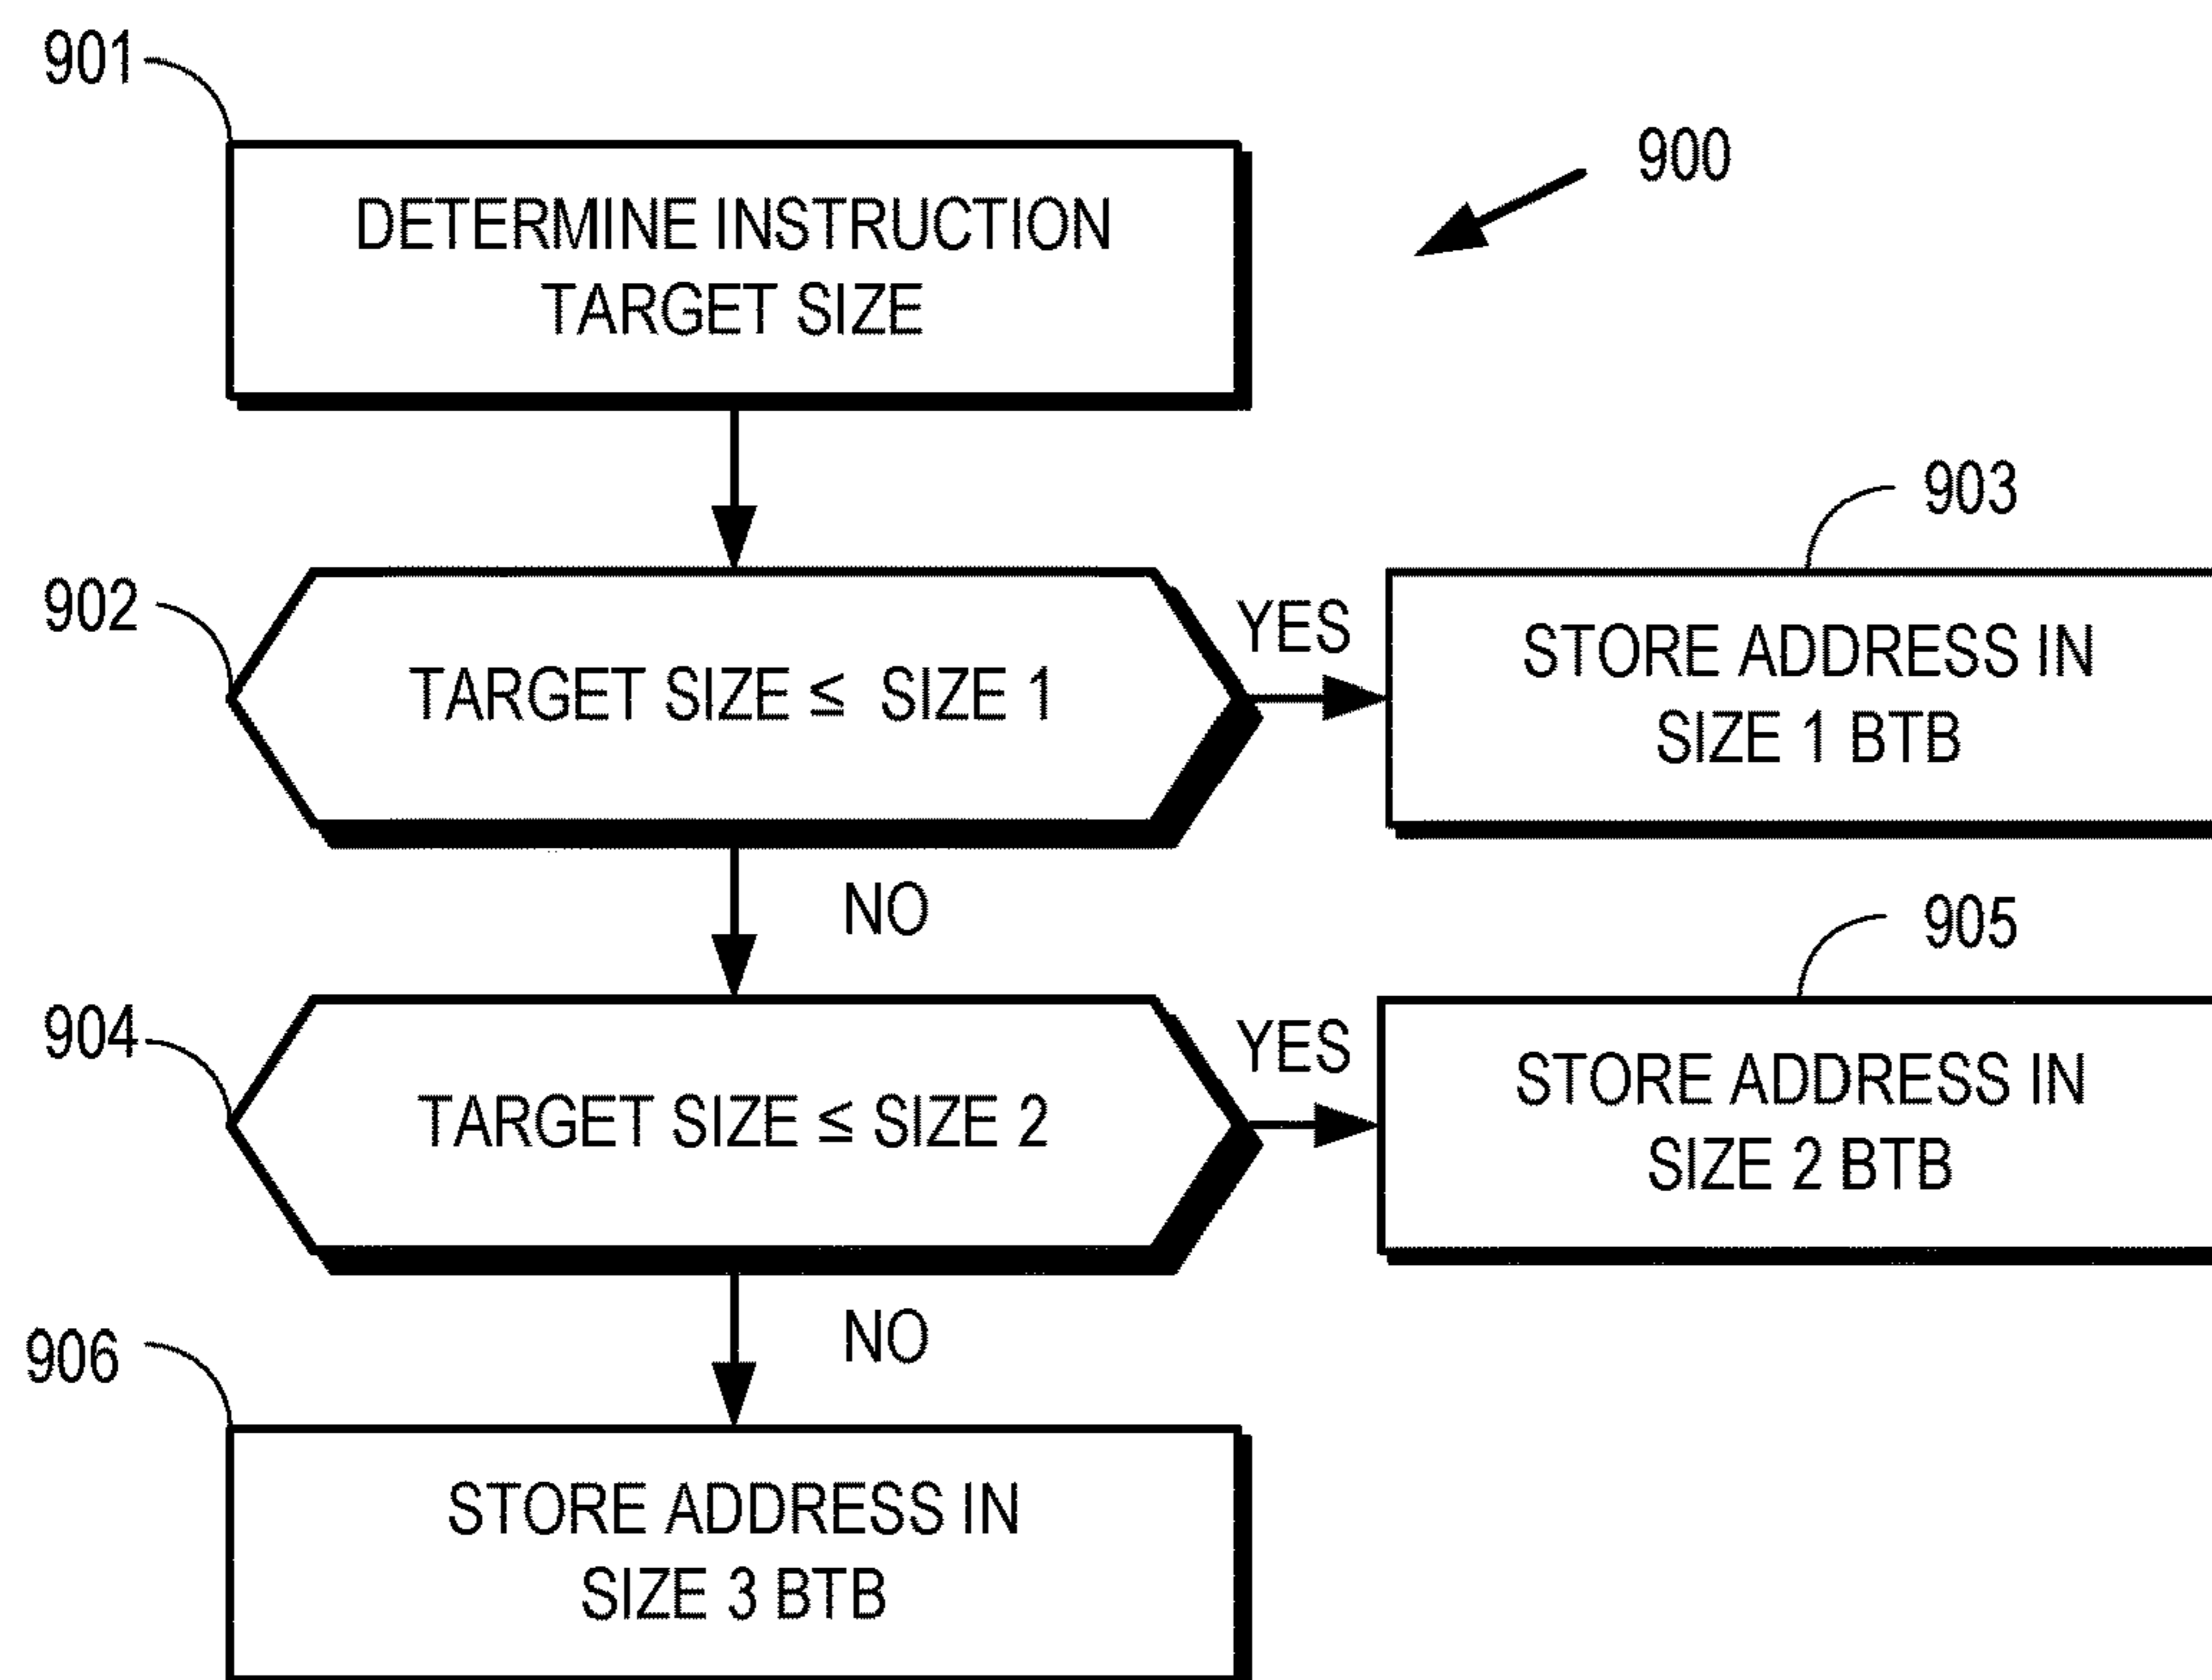 901
900
DETERMINE INSTRUCTION
TARGET SIZE
903
902
YES
TARGET SIZE ≤ SIZE 1
STORE ADDRESS IN
SIZE 1 BTB
NO
905
904
YES
TARGET SIZE ≤ SIZE 2
STORE ADDRESS IN
SIZE 2 BTB
NO
906
STORE ADDRESS IN
SIZE 3 BTB